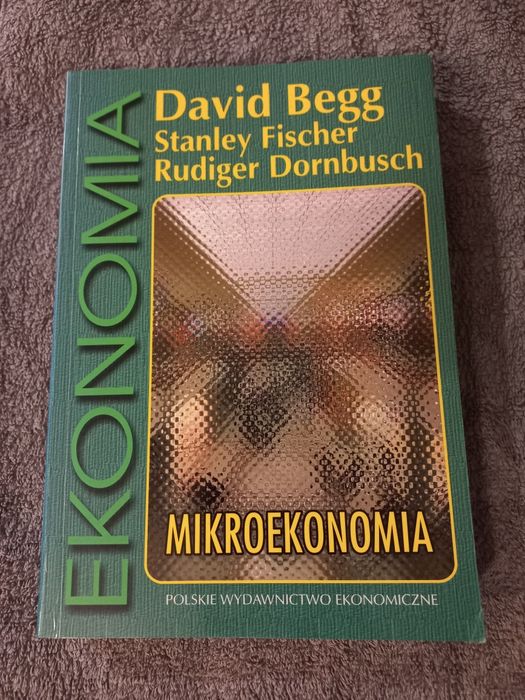 EKONOMIA
David Begg
Stanley Fischer
Rudiger Dornbusch
MIKROEKONOMIA
POLSKIE WYDAWNICTWO EKONOMICZNE